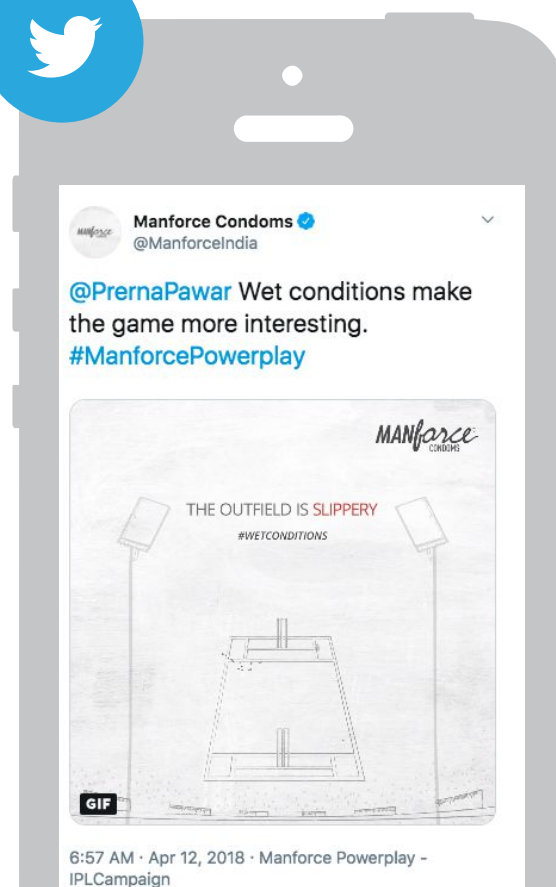 Manforce Condoms
@ManforceIndia
@PrernaPawar Wet conditions make
the game more interesting.
#ManforcePowerplay
MANforce
CONDOMS
THE OUTFIELD IS SLIPPERY
#WETCONDITIONS
GIF
6:57 AM · Apr 12, 2018 · Manforce Powerplay -
IPLCampaign